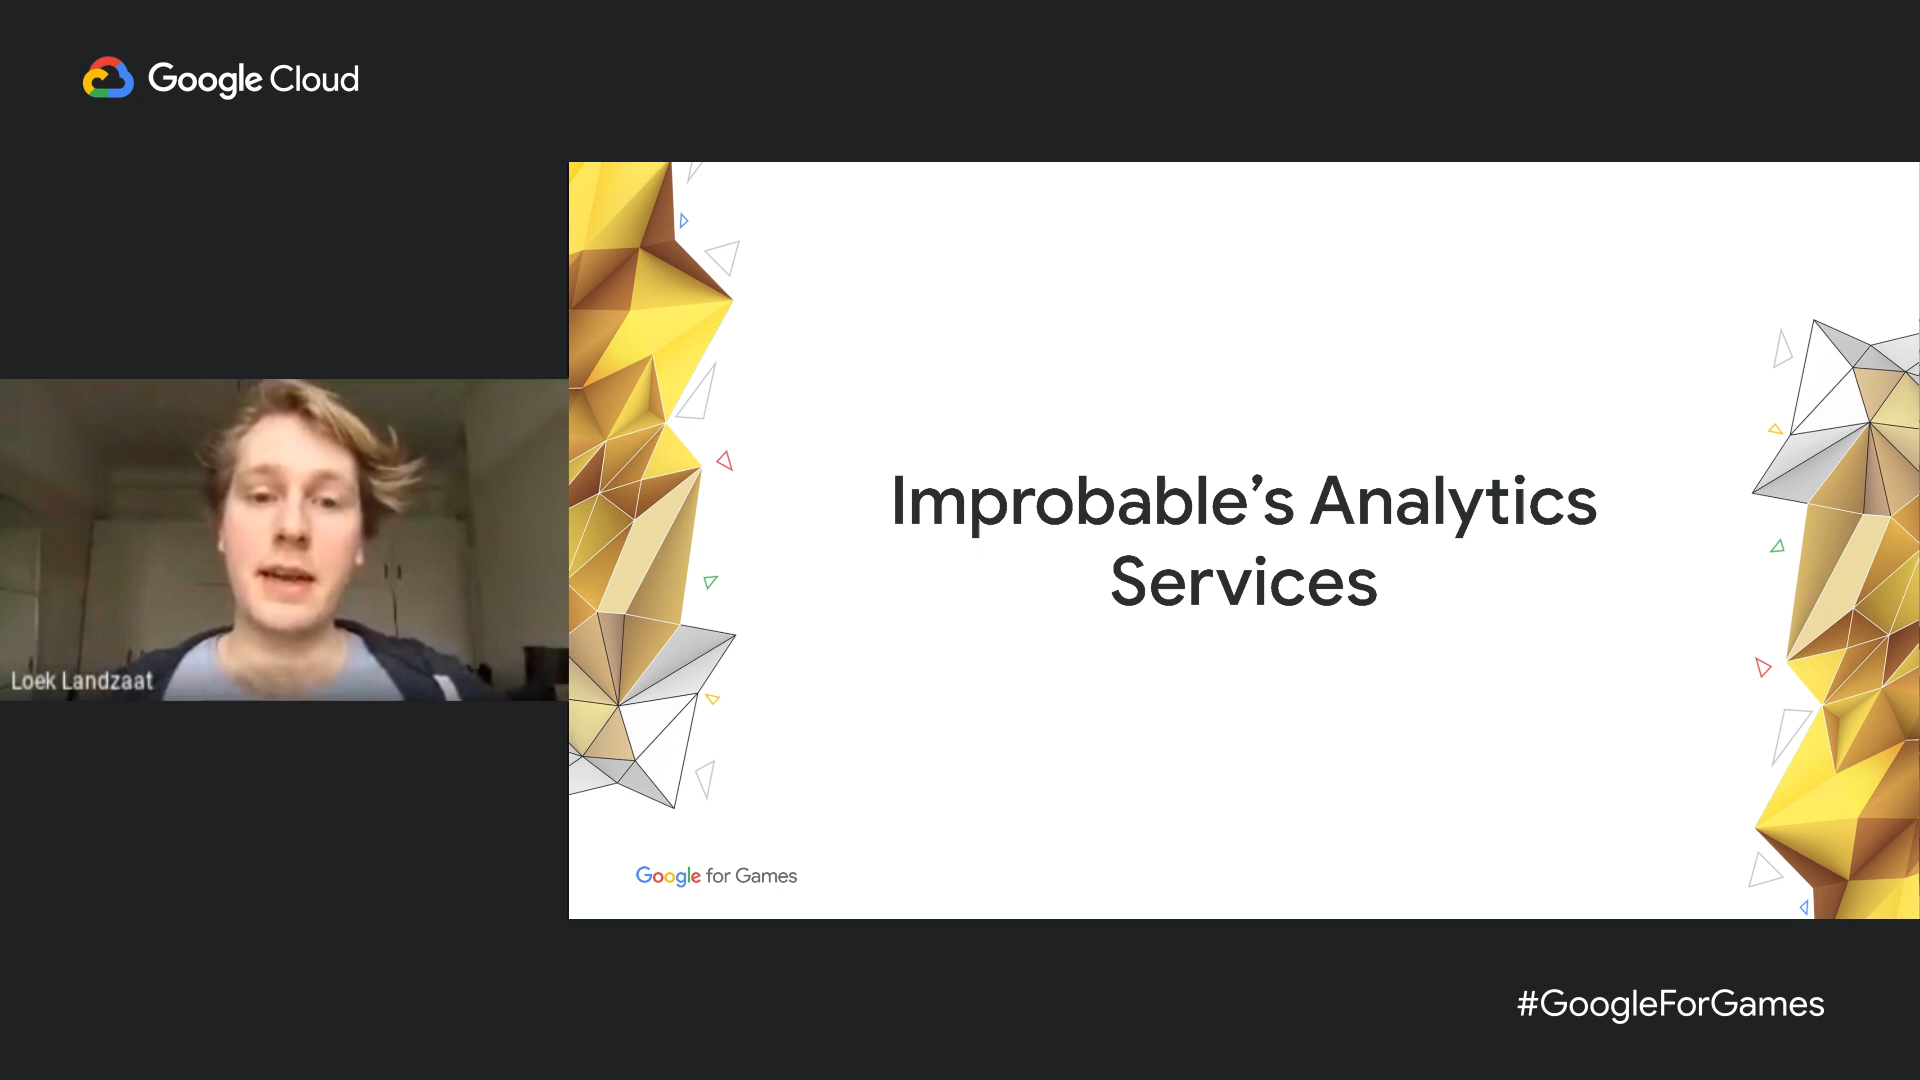 Google Cloud
Improbable’s Analytics
Services
Loek Landzaat
Google for Games
#GoogleForGames